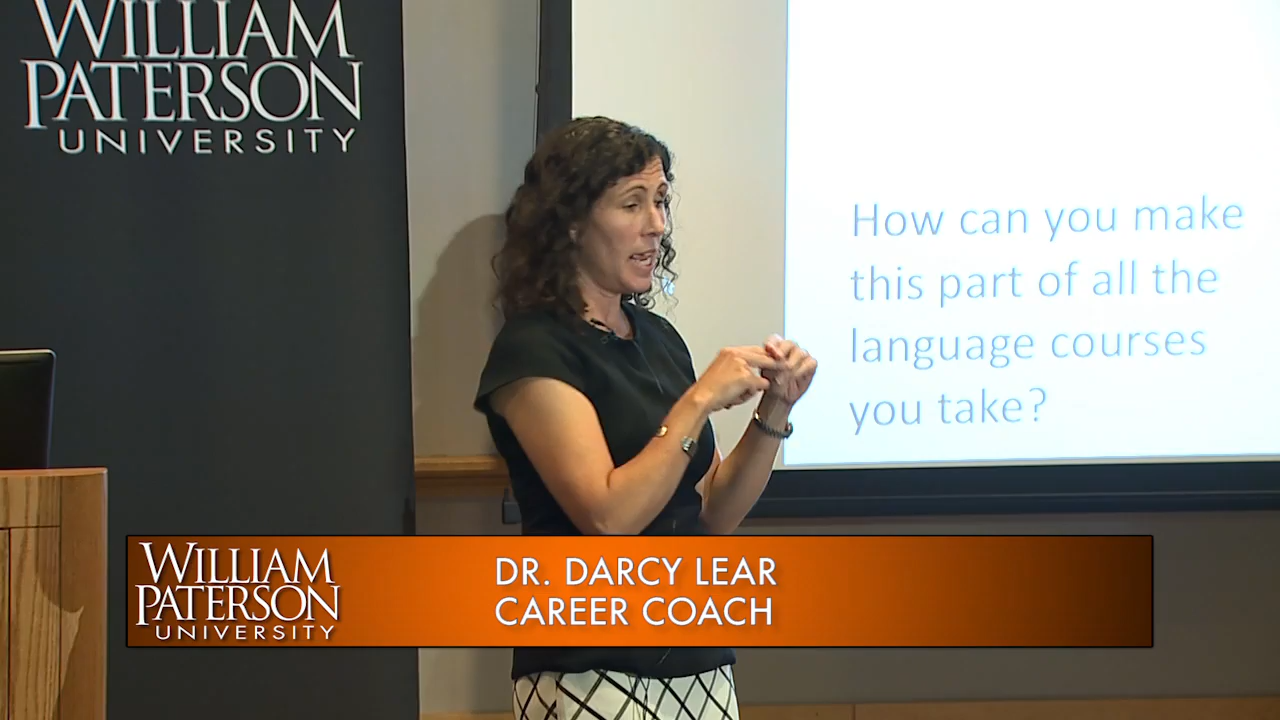 WILLIAM
PATERSON
UNIVERSITY
How can you make
this part of all the
language courses
you take?
WILLIAM
PATERSON
UNIVERSITY
DR. DARCY LEAR
CAREER COACH